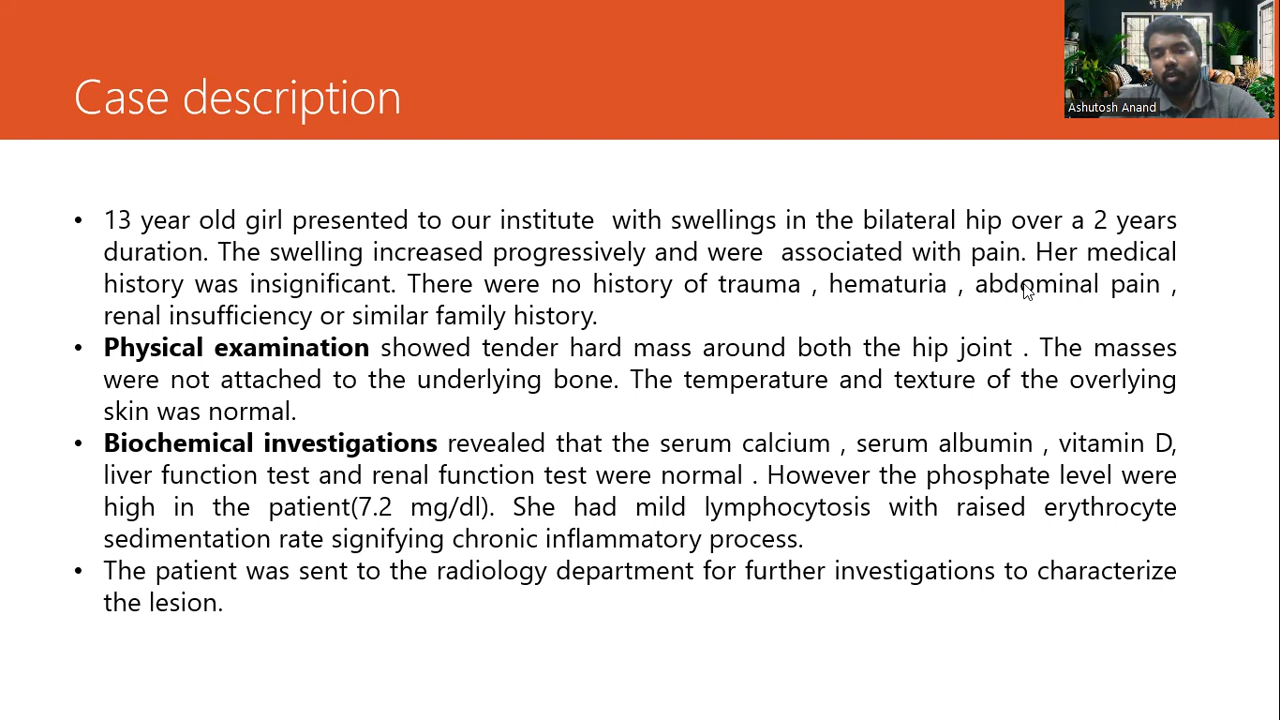 Case description
Ashutosh Anand
• 13 year old girl presented to our institute with swellings in the bilateral hip over a 2 years
duration. The swelling increased progressively and were associated with pain. Her medical
history was insignificant. There were no history of trauma , hematuria , abdominal pain ,
renal insufficiency or similar family history.
• Physical examination showed tender hard mass around both the hip joint . The masses
were not attached to the underlying bone. The temperature and texture of the overlying
skin was normal.
• Biochemical investigations revealed that the serum calcium , serum albumin , vitamin D,
liver function test and renal function test were normal . However the phosphate level were
high in the patient(7.2 mg/dl). She had mild lymphocytosis with raised erythrocyte
sedimentation rate signifying chronic inflammatory process.
• The patient was sent to the radiology department for further investigations to characterize
the lesion.